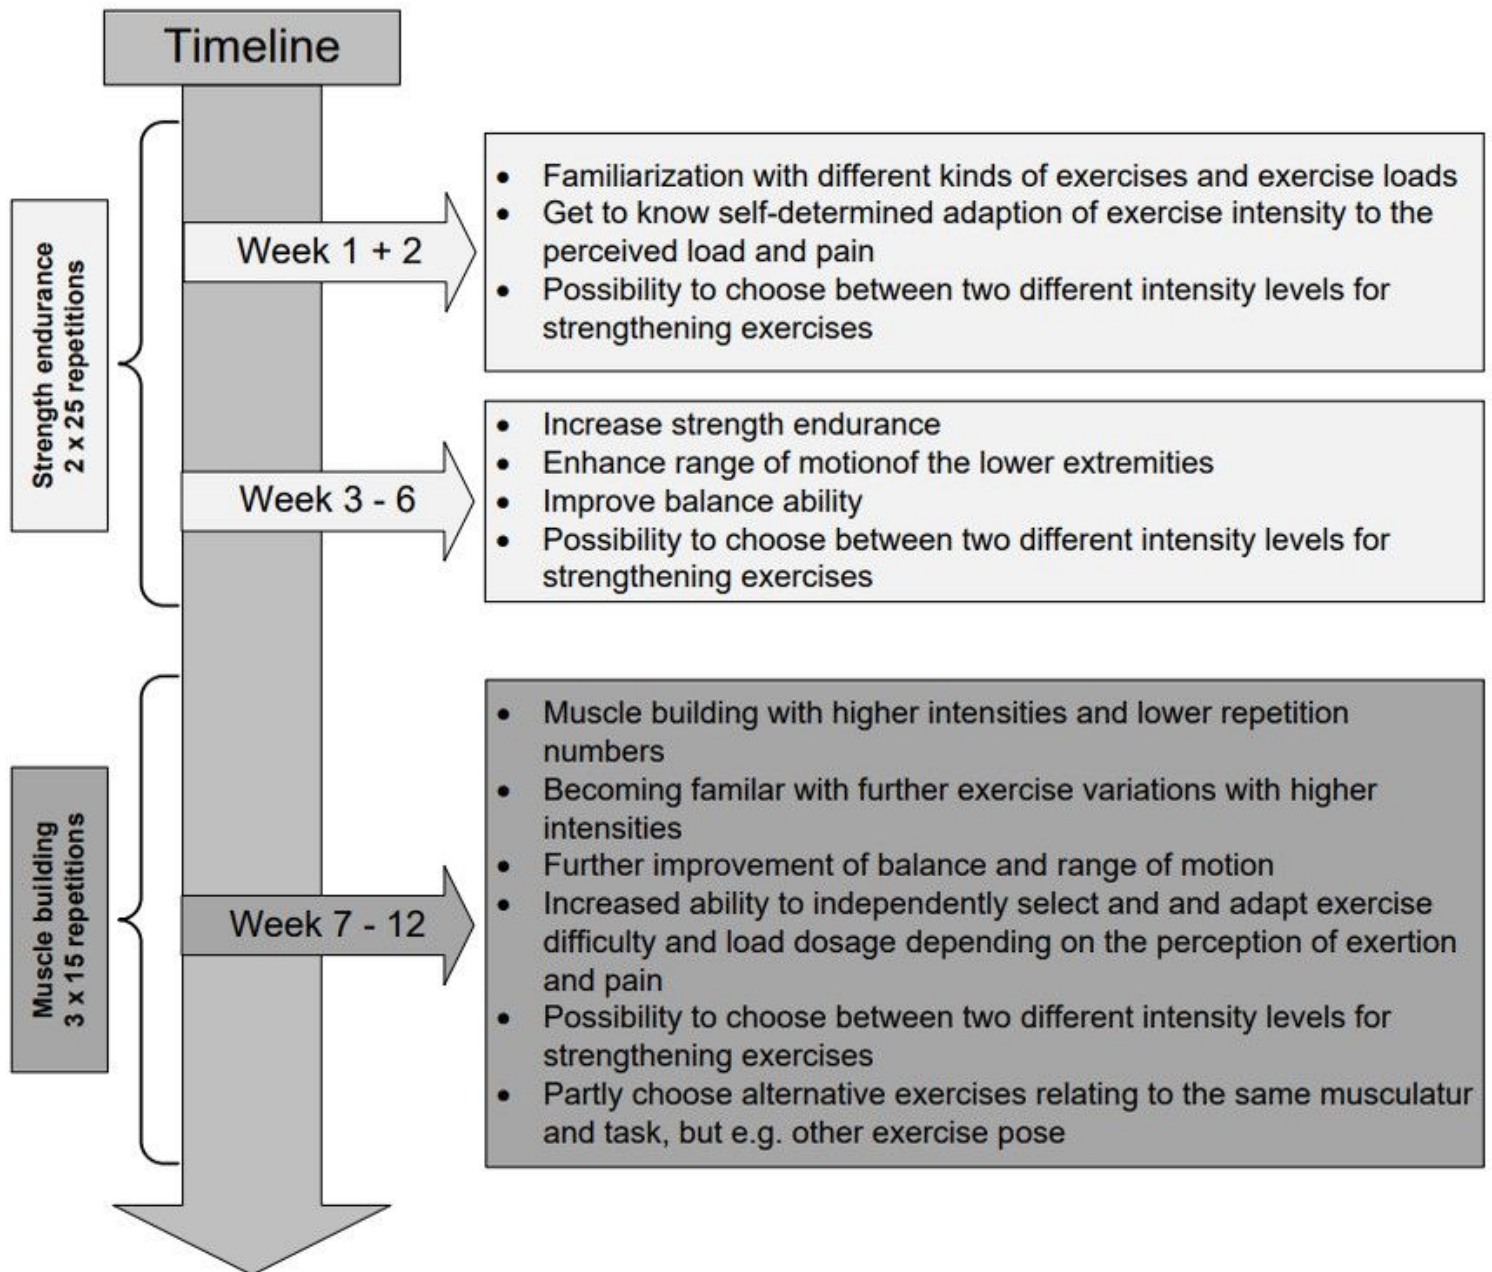 Timeline
Strength endurance
2 x 25 repetitions
Week 1 + 2
• Familiarization with different kinds of exercises and exercise loads
• Get to know self-determined adaption of exercise intensity to the
perceived load and pain
• Possibility to choose between two different intensity levels for
strengthening exercises
Week 3 - 6
• Increase strength endurance
• Enhance range of motionof the lower extremities
• Improve balance ability
• Possibility to choose between two different intensity levels for
strengthening exercises
Muscle building
3 x 15 repetitions
Week 7 - 12
• Muscle building with higher intensities and lower repetition
numbers
• Becoming familar with further exercise variations with higher
intensities
• Further improvement of balance and range of motion
• Increased ability to independently select and and adapt exercise
difficulty and load dosage depending on the perception of exertion
and pain
• Possibility to choose between two different intensity levels for
strengthening exercises
• Partly choose alternative exercises relating to the same musculatur
and task, but e.g. other exercise pose